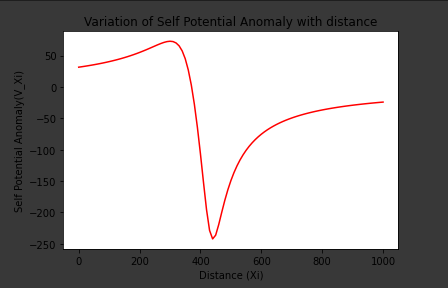 Variation of Self Potential Anomaly with distance
Self Potential Anomaly(V_Xi)
50
0
−50
−100
−150
−200
−250
0 200 400 600 800 1000
Distance (Xi)